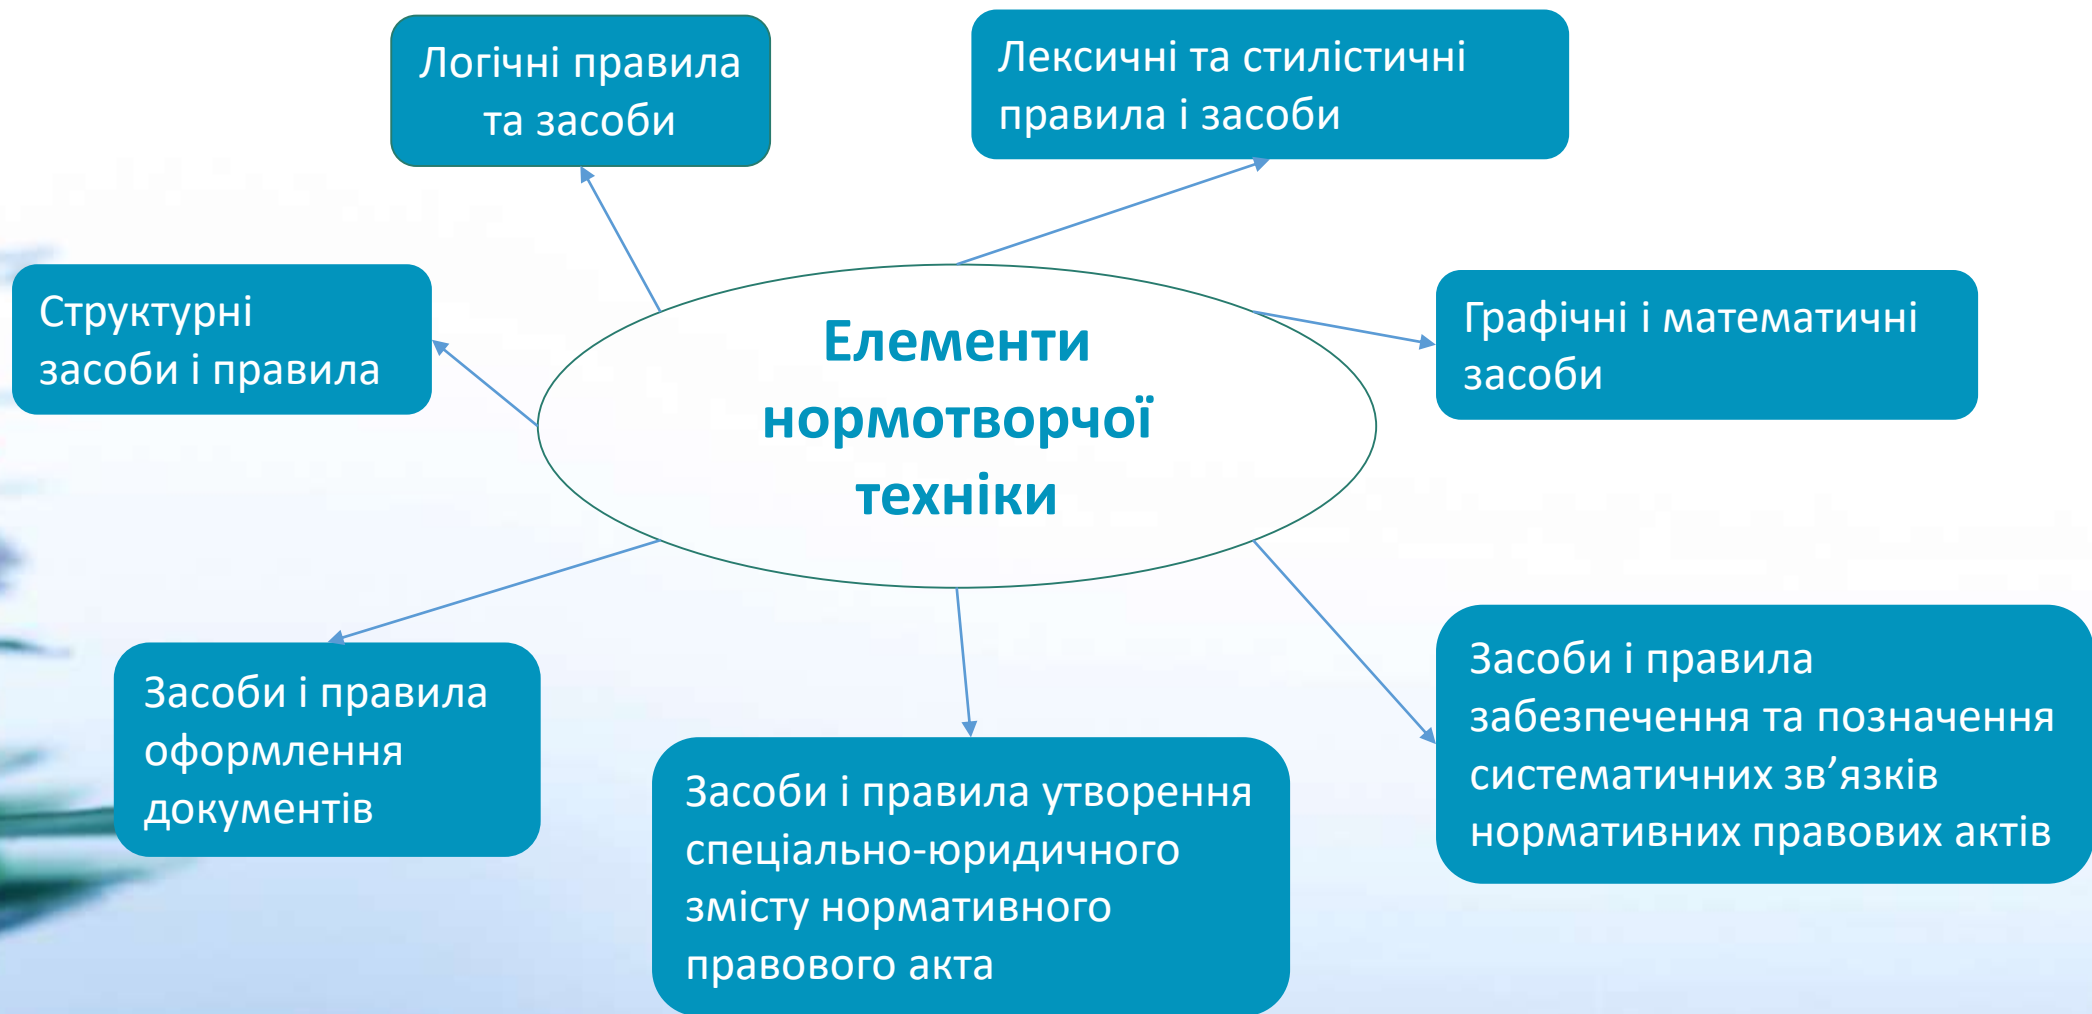 Логічні правила
та засоби
Лексичні та стилістичні
правила і засоби
Структурні
засоби і правила
Елементи
нормотворчої
техніки
Графічні і математичні
засоби
Засоби і правила
оформлення
документів
Засоби і правила утворення
спеціально-юридичного
змісту нормативного
правового акта
Засоби і правила
забезпечення та позначення
систематичних зв’язків
нормативних правових актів